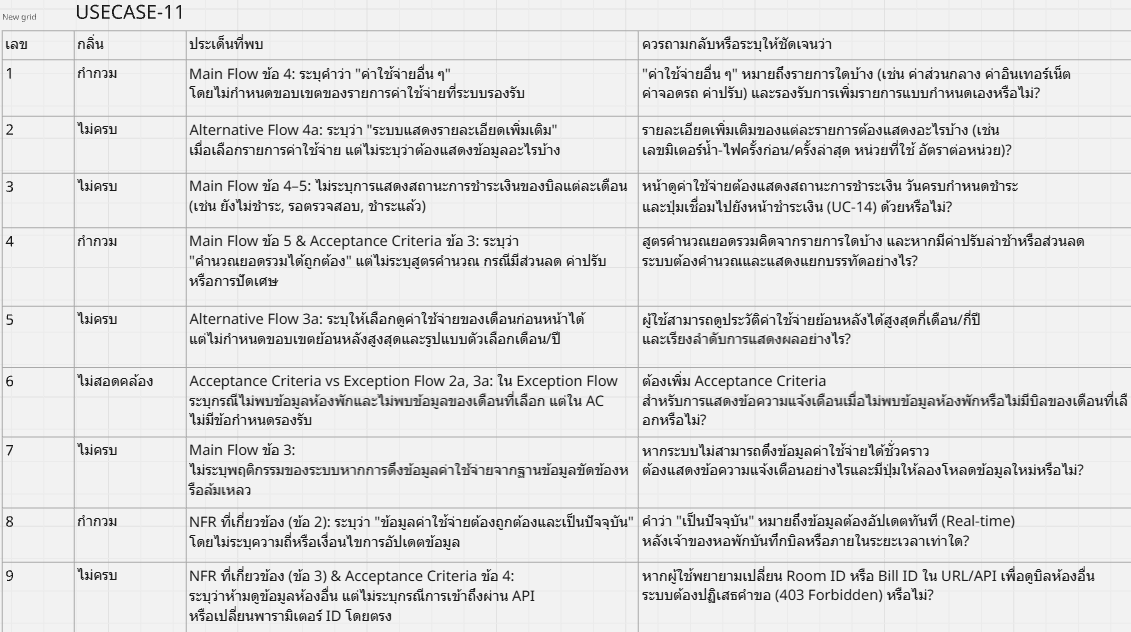 New grid
USECASE-11
เลข กลิ่น ประเด็นที่พบ ควรถามกลับหรือระบุให้ชัดเจนว่า
1 กำกวม Main Flow ข้อ 4: ระบุคำว่า "ค่าใช้จ่ายอื่น ๆ" "ค่าใช้จ่ายอื่น ๆ" หมายถึงรายการใดบ้าง (เช่น ค่าส่วนกลาง ค่าอินเทอร์เน็ต
โดยไม่กำหนดขอบเขตของรายการค่าใช้จ่ายที่ระบบรองรับ ค่าจอดรถ ค่าปรับ) และรองรับการเพิ่มรายการแบบกำหนดเองหรือไม่?
2 ไม่ครบ Alternative Flow 4a: ระบุว่า "ระบบแสดงรายละเอียดเพิ่มเติม" รายละเอียดเพิ่มเติมของแต่ละรายการต้องแสดงอะไรบ้าง (เช่น
เมื่อเลือกรายการค่าใช้จ่าย แต่ไม่ระบุว่าต้องแสดงข้อมูลอะไรบ้าง เลขมิเตอร์น้ำ-ไฟครั้งก่อน/ครั้งล่าสุด หน่วยที่ใช้ อัตราต่อหน่วย)?
3 ไม่ครบ Main Flow ข้อ 4–5: ไม่ระบุการแสดงสถานะการชำระเงินของบิลแต่ละเดือน หน้าดูค่าใช้จ่ายต้องแสดงสถานะการชำระเงิน วันครบกำหนดชำระ
(เช่น ยังไม่ชำระ, รอตรวจสอบ, ชำระแล้ว) และปุ่มเชื่อมไปยังหน้าชำระเงิน (UC-14) ด้วยหรือไม่?
4 กำกวม Main Flow ข้อ 5 & Acceptance Criteria ข้อ 3: ระบุว่า สูตรคำนวณยอดรวมคิดจากรายการใดบ้าง และหากมีค่าปรับล่าช้าหรือส่วนลด
"คำนวณยอดรวมได้ถูกต้อง" แต่ไม่ระบุสูตรคำนวณ กรณีมีส่วนลด ค่าปรับ ระบบต้องคำนวณและแสดงแยกบรรทัดอย่างไร?
หรือการปัดเศษ
5 ไม่ครบ Alternative Flow 3a: ระบุให้เลือกดูค่าใช้จ่ายของเดือนก่อนหน้าได้ ผู้ใช้สามารถดูประวัติค่าใช้จ่ายย้อนหลังได้สูงสุดกี่เดือน/กี่ปี
แต่ไม่กำหนดขอบเขตย้อนหลังสูงสุดและรูปแบบตัวเลือกเดือน/ปี และเรียงลำดับการแสดงผลอย่างไร?
6 ไม่สอดคล้อง Acceptance Criteria vs Exception Flow 2a, 3a: ใน Exception Flow ต้องเพิ่ม Acceptance Criteria
ระบุกรณีไม่พบข้อมูลห้องพักและไม่พบข้อมูลของเดือนที่เลือก แต่ใน AC สำหรับการแสดงข้อความแจ้งเตือนเมื่อไม่พบข้อมูลห้องพักหรือไม่มีบิลของเดือนที่เลื
ไม่มีข้อกำหนดรองรับ อกหรือไม่?
7 ไม่ครบ Main Flow ข้อ 3: หากระบบไม่สามารถดึงข้อมูลค่าใช้จ่ายได้ชั่วคราว
ไม่ระบุพฤติกรรมของระบบหากการดึงข้อมูลค่าใช้จ่ายจากฐานข้อมูลขัดข้องห ต้องแสดงข้อความแจ้งเตือนอย่างไรและมีปุ่มให้ลองโหลดข้อมูลใหม่หรือไม่?
รือล้มเหลว
8 กำกวม NFR ที่เกี่ยวข้อง (ข้อ 2): ระบุว่า "ข้อมูลค่าใช้จ่ายต้องถูกต้องและเป็นปัจจุบัน" คำว่า "เป็นปัจจุบัน" หมายถึงข้อมูลต้องอัปเดตทันที (Real-time)
โดยไม่ระบุความถี่หรือเงื่อนไขการอัปเดตข้อมูล หลังเจ้าของหอพักบันทึกบิลหรือภายในระยะเวลาเท่าใด?
9 ไม่ครบ NFR ที่เกี่ยวข้อง (ข้อ 3) & Acceptance Criteria ข้อ 4: หากผู้ใช้พยายามเปลี่ยน Room ID หรือ Bill ID ใน URL/API เพื่อดูบิลห้องอื่น
ระบุว่าห้ามดูข้อมูลห้องอื่น แต่ไม่ระบุกรณีการเข้าถึงผ่าน API ระบบต้องปฏิเสธคำขอ (403 Forbidden) หรือไม่?
หรือเปลี่ยนพารามิเตอร์ ID โดยตรง